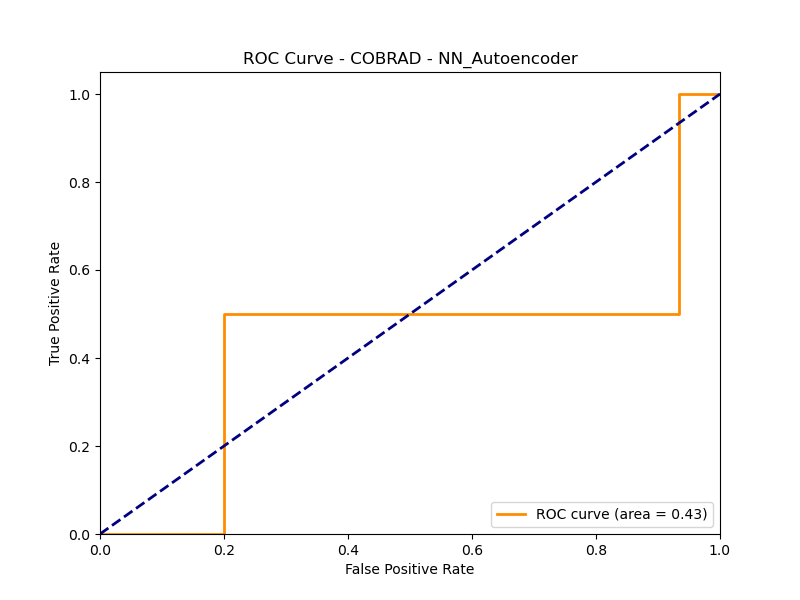 ROC Curve - COBRAD - NN_Autoencoder
True Positive Rate
1.0
0.8
0.6
0.4
0.2
0.0
ROC curve (area = 0.43)
0.0 0.2 0.4 0.6 0.8 1.0
False Positive Rate